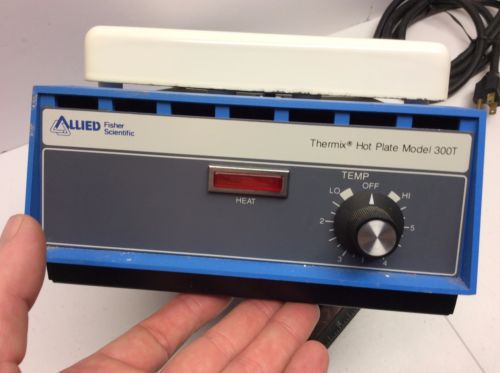 ALLIED Fisher
Scientific
Thermix® Hot Plate Model 300T
TEMP
OFF
LO HI
HEAT
2 5
3 4